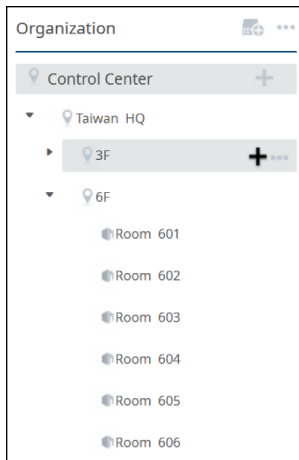 Organization
Control Center
Taiwan HQ
3F
6F
Room 601
Room 602
Room 603
Room 604
Room 605
Room 606